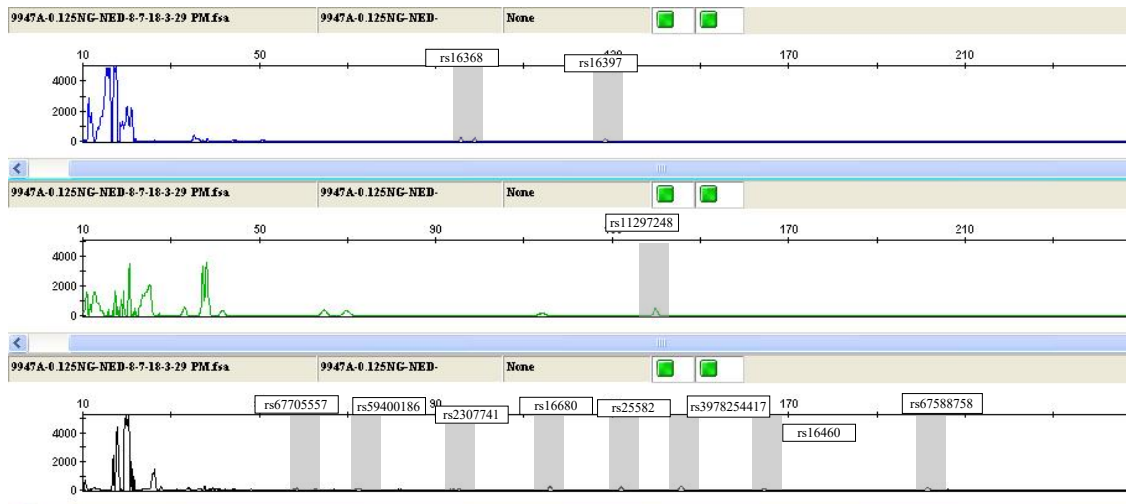 9947A-0.125NG-NED-8-7-18-3-29 PM.fsa 9947A-0.125NG-NED- None
10 50 170 210
rs16368 rs16397
4000
2000
0
9947A-0.125NG-NED-8-7-18-3-29 PM.fsa 9947A-0.125NG-NED- None
rs11297248
10 50 90 170 210
4000
2000
0
9947A-0.125NG-NED-8-7-18-3-29 PM.fsa 9947A-0.125NG-NED- None
10 rs67705557 rs59400186 90 rs16680 rs25582 rs3978254417 170 rs67588758
rs2307741
rs16460
4000
2000
0